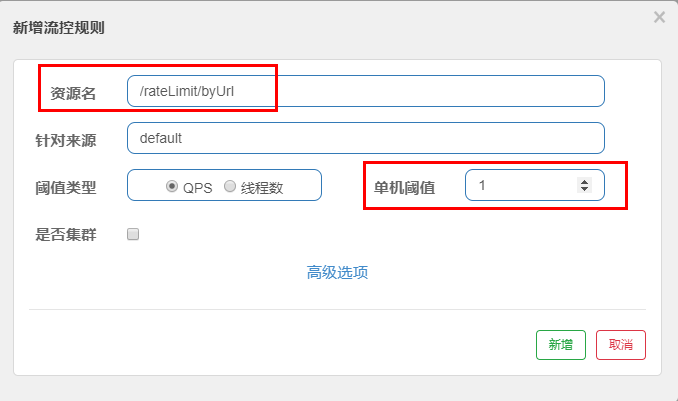 新增流控规则
×
资源名 /rateLimit/byUrl
针对来源 default
阈值类型 QPS 线程数 单机阈值 1
是否集群
高级选项
新增 取消